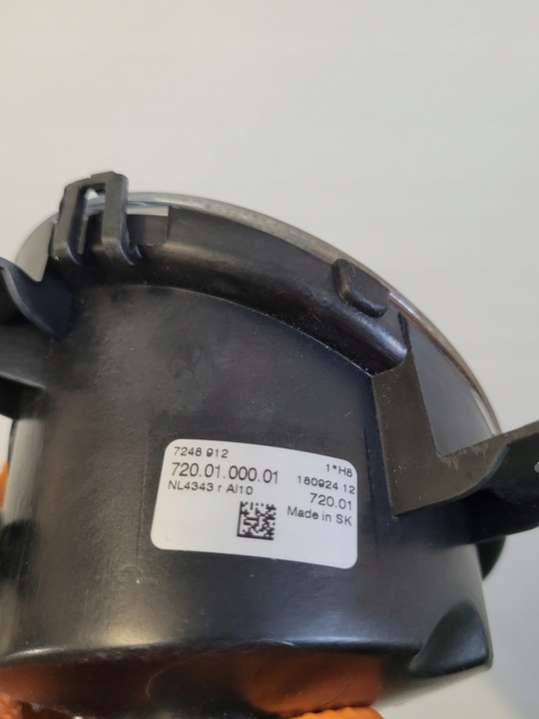 7248 912
720.01.000.01
NL4343 r Al10
1*H8
180924 12
720.01
Made in SK